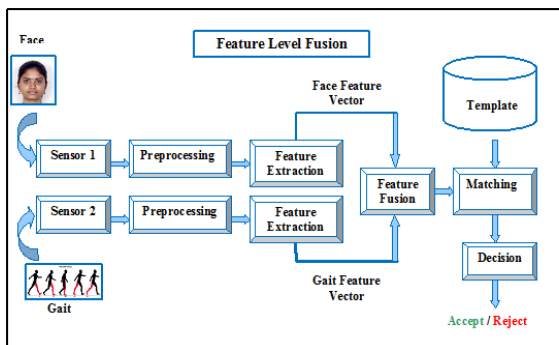 Face
Feature Level Fusion
Face Feature
Vector
Template
Sensor 1
Preprocessing
Feature
Extraction
Feature
Fusion
Matching
Sensor 2
Preprocessing
Feature
Extraction
Decision
Gait Feature
Vector
Gait
Accept / Reject